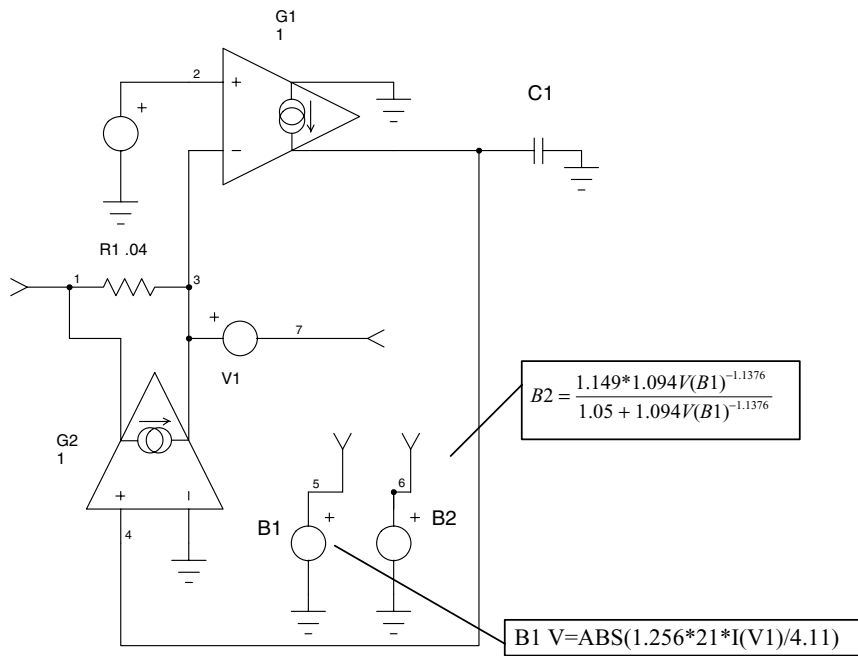 G1
1
2
+
+
−
C1
R1 .04
1
3
+
7
V1
B2 = 1.149*1.094V(B1)^-1.1376 / 1.05 + 1.094V(B1)^-1.1376
G2
1
+
−
4
5
6
B1
+
+
B2
B1 V=ABS(1.256*21*I(V1)/4.11)